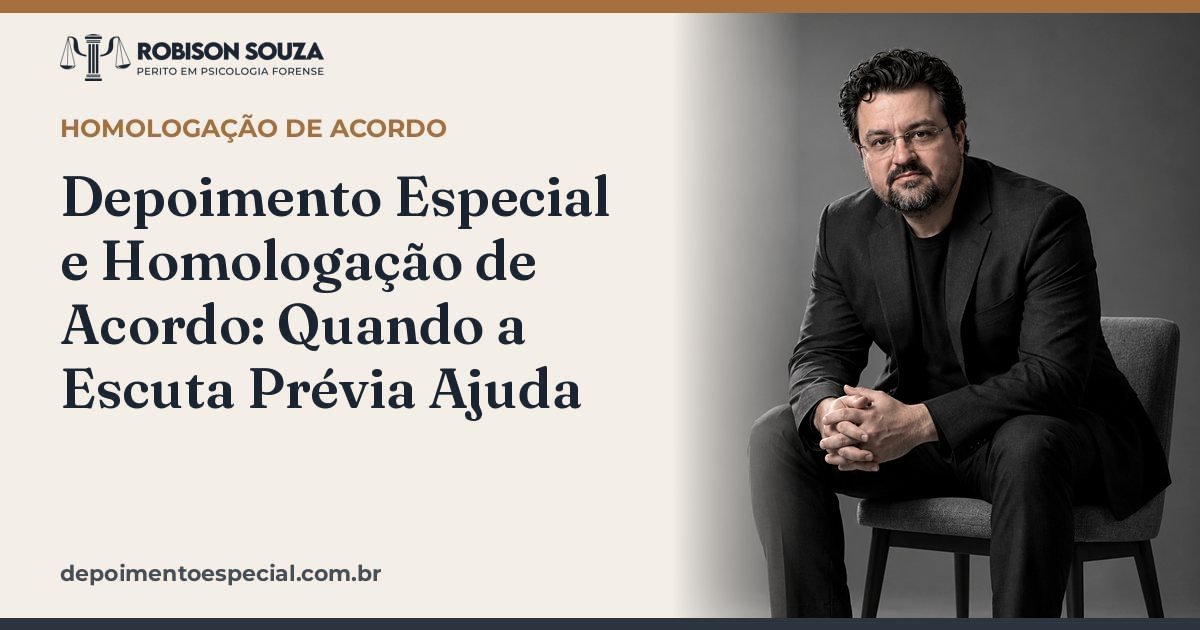 ROBISON SOUZA
PERITO EM PSICOLOGIA FORENSE
HOMOLOGAÇÃO DE ACORDO
Depoimento Especial
e Homologação de
Acordo: Quando a
Escuta Prévia Ajuda
depoimentoespecial.com.br